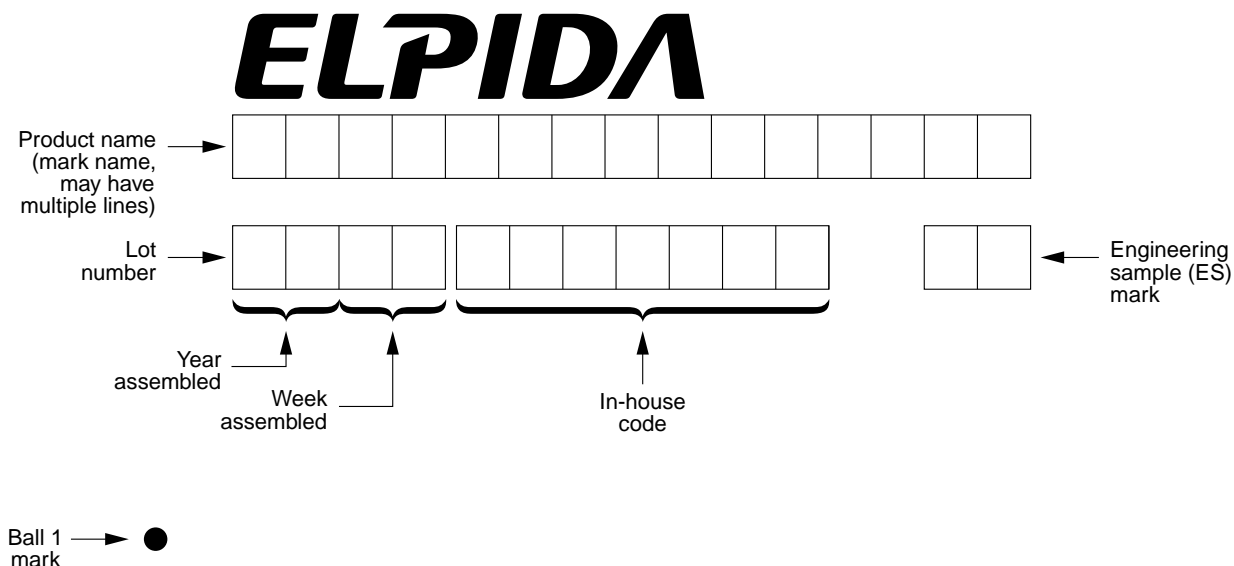 ELPIDA
Product name
(mark name,
may have
multiple lines)
Lot
number
Engineering
sample (ES)
mark
Year
assembled
Week
assembled
In-house
code
Ball 1
mark